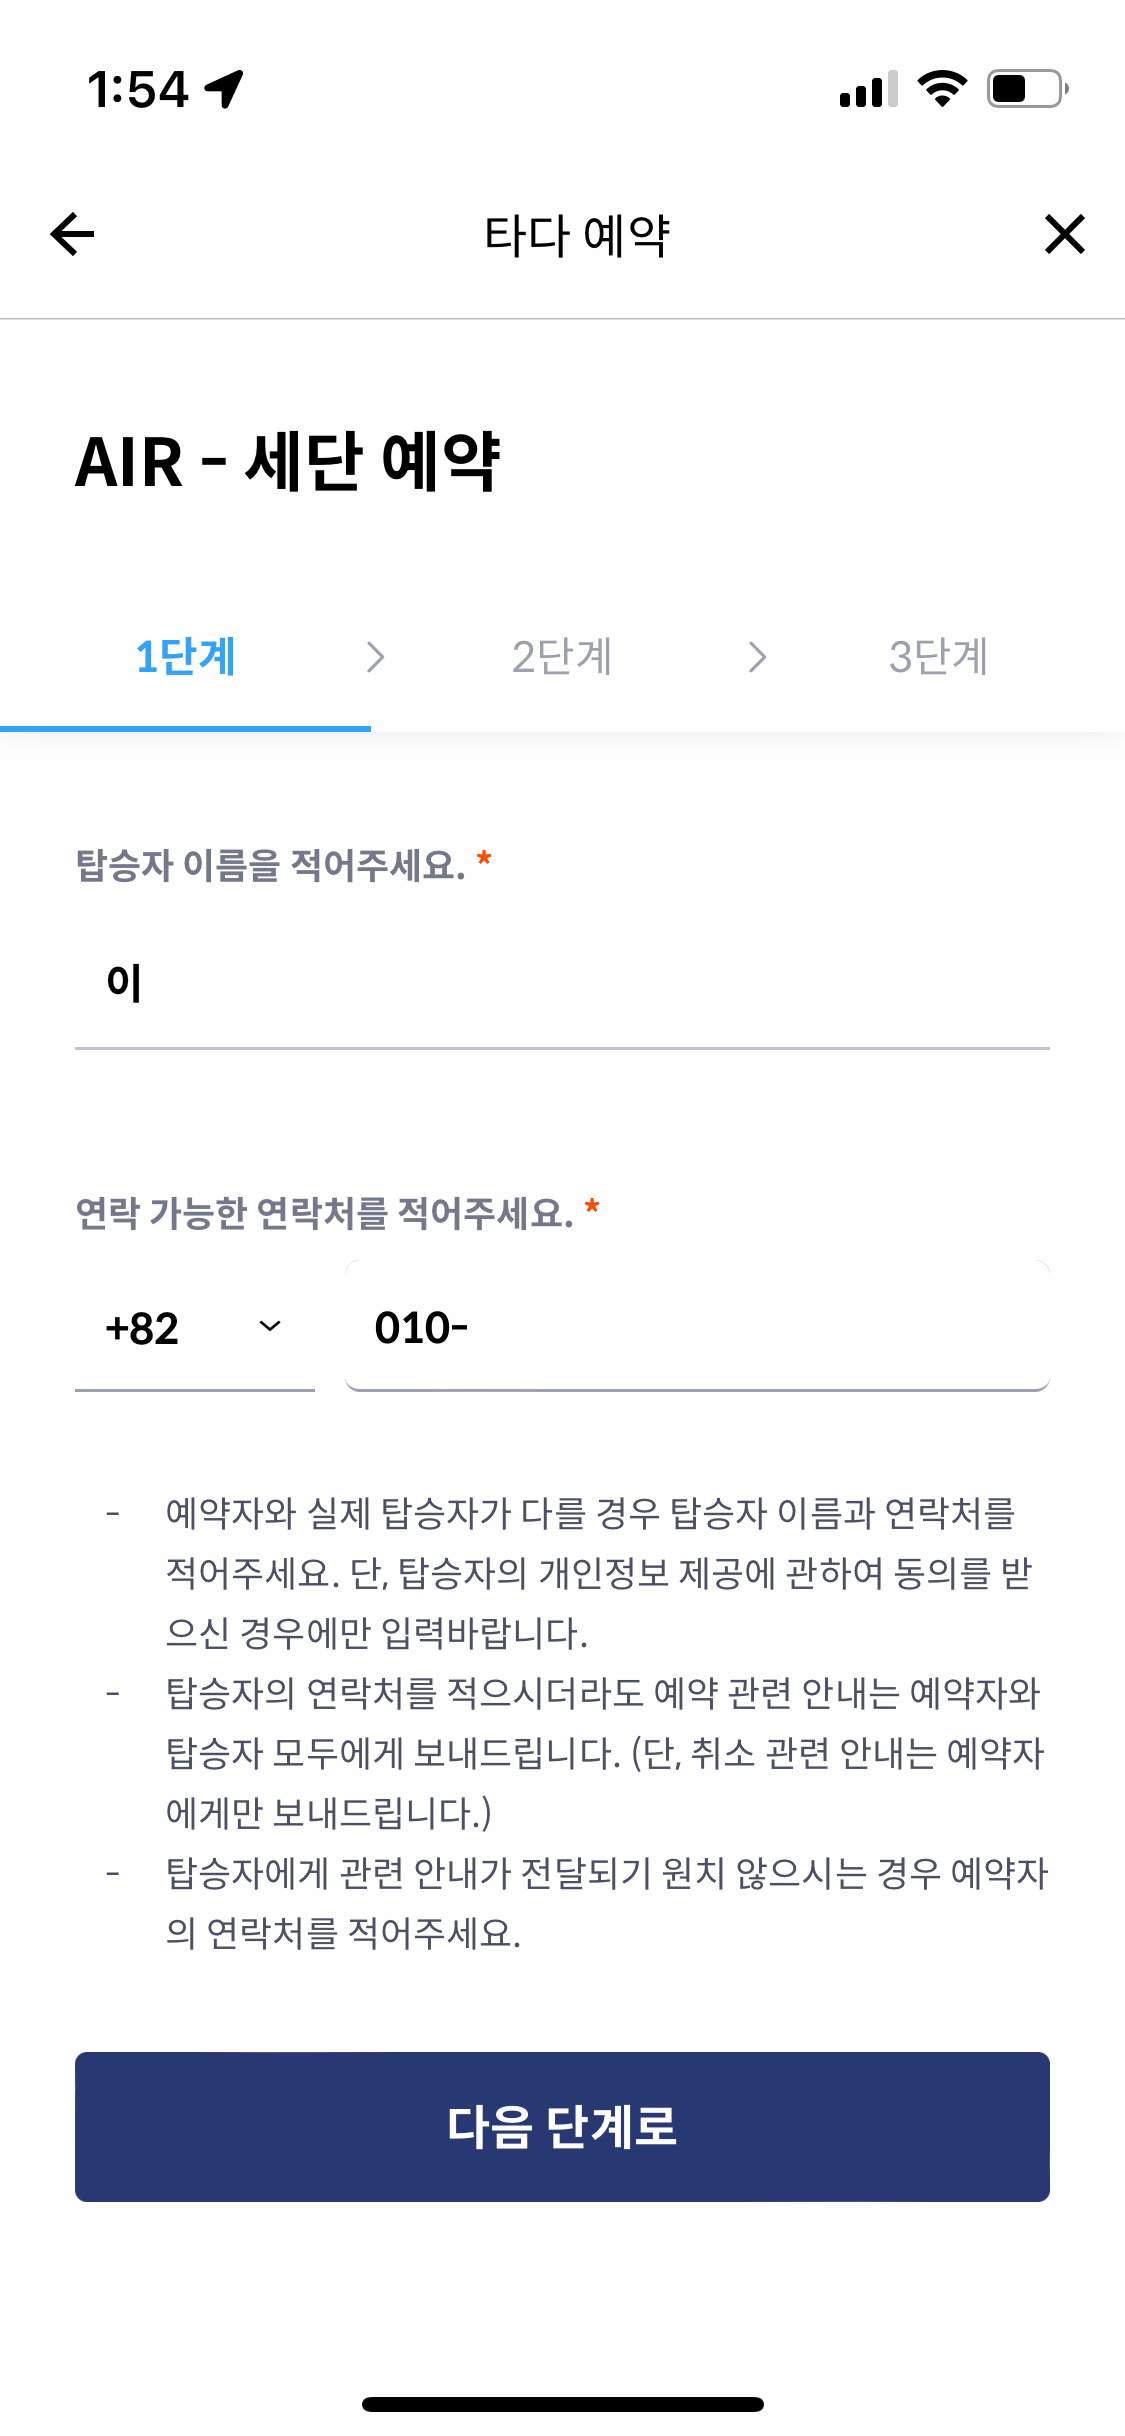 1:54
타다 예약
AIR - 세단 예약
1단계
2단계
3단계
탑승자 이름을 적어주세요. *
이
연락 가능한 연락처를 적어주세요. *
+82
010-
- 예약자와 실제 탑승자가 다를 경우 탑승자 이름과 연락처를
적어주세요. 단, 탑승자의 개인정보 제공에 관하여 동의를 받
으신 경우에만 입력바랍니다.
- 탑승자의 연락처를 적으시더라도 예약 관련 안내는 예약자와
탑승자 모두에게 보내드립니다. (단, 취소 관련 안내는 예약자
에게만 보내드립니다.)
- 탑승자에게 관련 안내가 전달되기 원치 않으시는 경우 예약자
의 연락처를 적어주세요.
다음 단계로